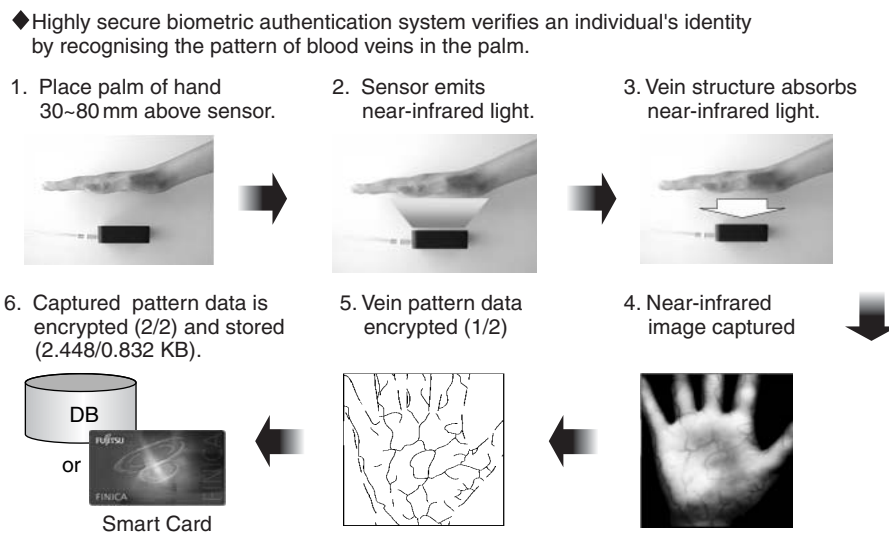 ◆Highly secure biometric authentication system verifies an individual's identity
by recognising the pattern of blood veins in the palm.
1. Place palm of hand
30~80 mm above sensor.
2. Sensor emits
near-infrared light.
3. Vein structure absorbs
near-infrared light.
4. Near-infrared
image captured
5. Vein pattern data
encrypted (1/2)
6. Captured pattern data is
encrypted (2/2) and stored
(2.448/0.832 KB).
DB
or
FUJITSU
FINICA
FINICA
Smart Card